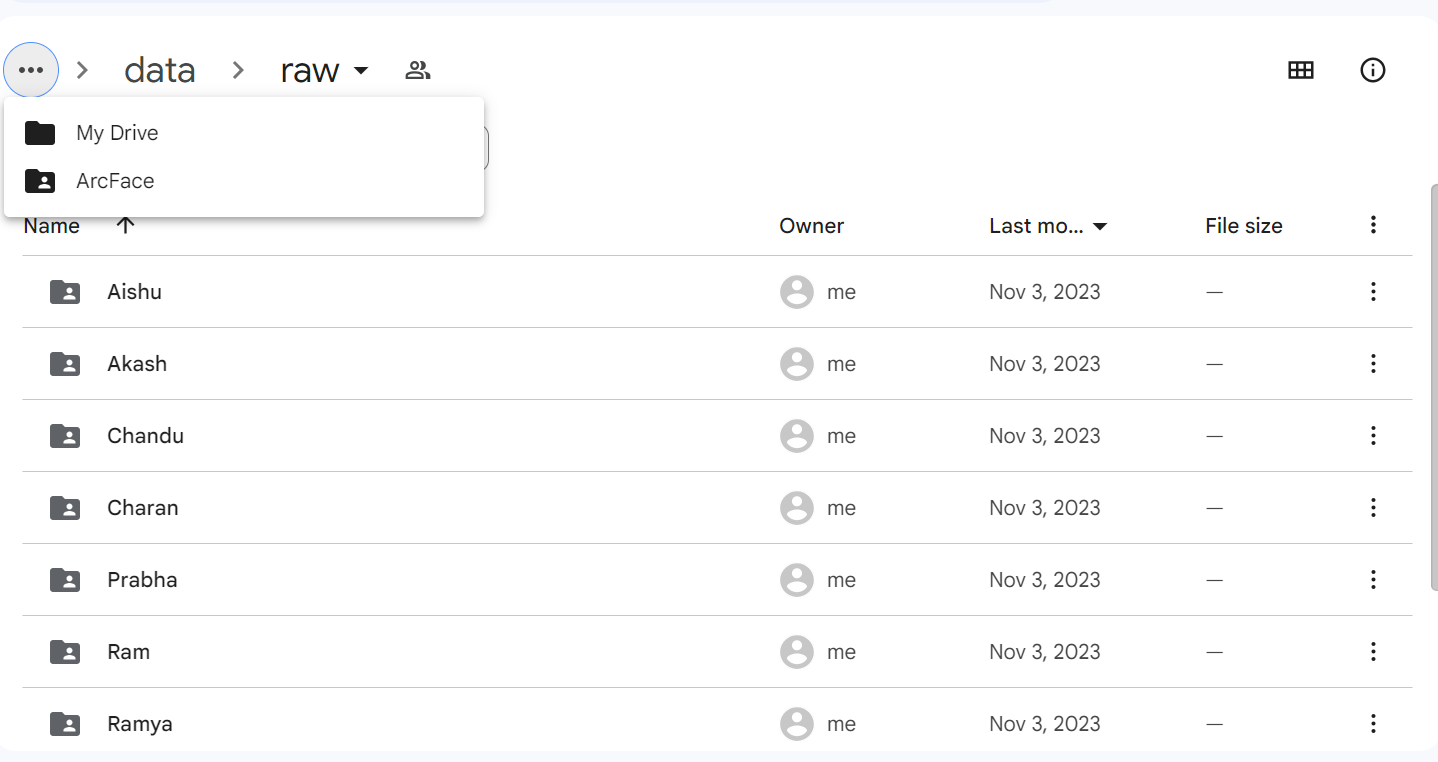 data raw
My Drive
ArcFace
Name Owner Last mo... File size
Aishu me Nov 3, 2023 —
Akash me Nov 3, 2023 —
Chandu me Nov 3, 2023 —
Charan me Nov 3, 2023 —
Prabha me Nov 3, 2023 —
Ram me Nov 3, 2023 —
Ramya me Nov 3, 2023 —